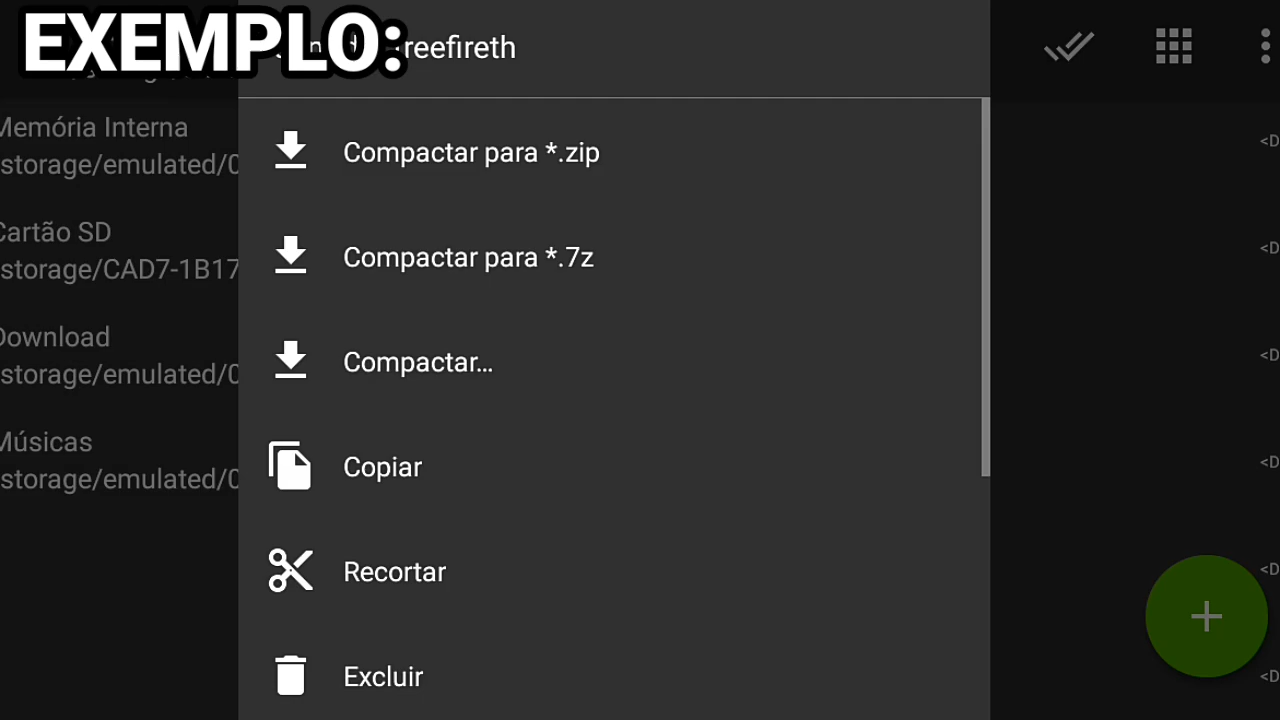 EXEMPLO:
reefireth
Memória Interna
storage/emulated/0
Cartão SD
storage/CAD7-1B17
Download
storage/emulated/0
Músicas
storage/emulated/0
Compactar para *.zip
Compactar para *.7z
Compactar...
Copiar
Recortar
Excluir
<D
<D
<D
<D
<D
<D